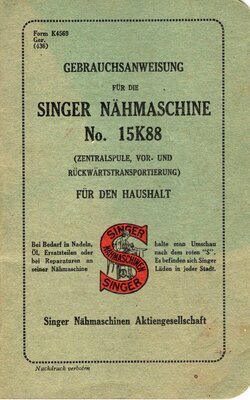 Form K4569
Ger.
(436)
GEBRAUCHSANWEISUNG
FÜR DIE
SINGER NÄHMASCHINE
No. 15K88
(ZENTRALSPULE, VOR- UND
RÜCKWÄRTSTRANSPORTIERUNG)
FÜR DEN HAUSHALT
Bei Bedarf in Nadeln,
Öl, Ersatzteilen oder
bei Reparaturen an
seiner Nähmaschine
SINGER
NÄHMASCHINEN
SINGER
halte man Umschau
nach dem roten "S".
Es befinden sich Singer
Läden in jeder Stadt.
Singer Nähmaschinen Aktiengesellschaft
Nachdruck verboten